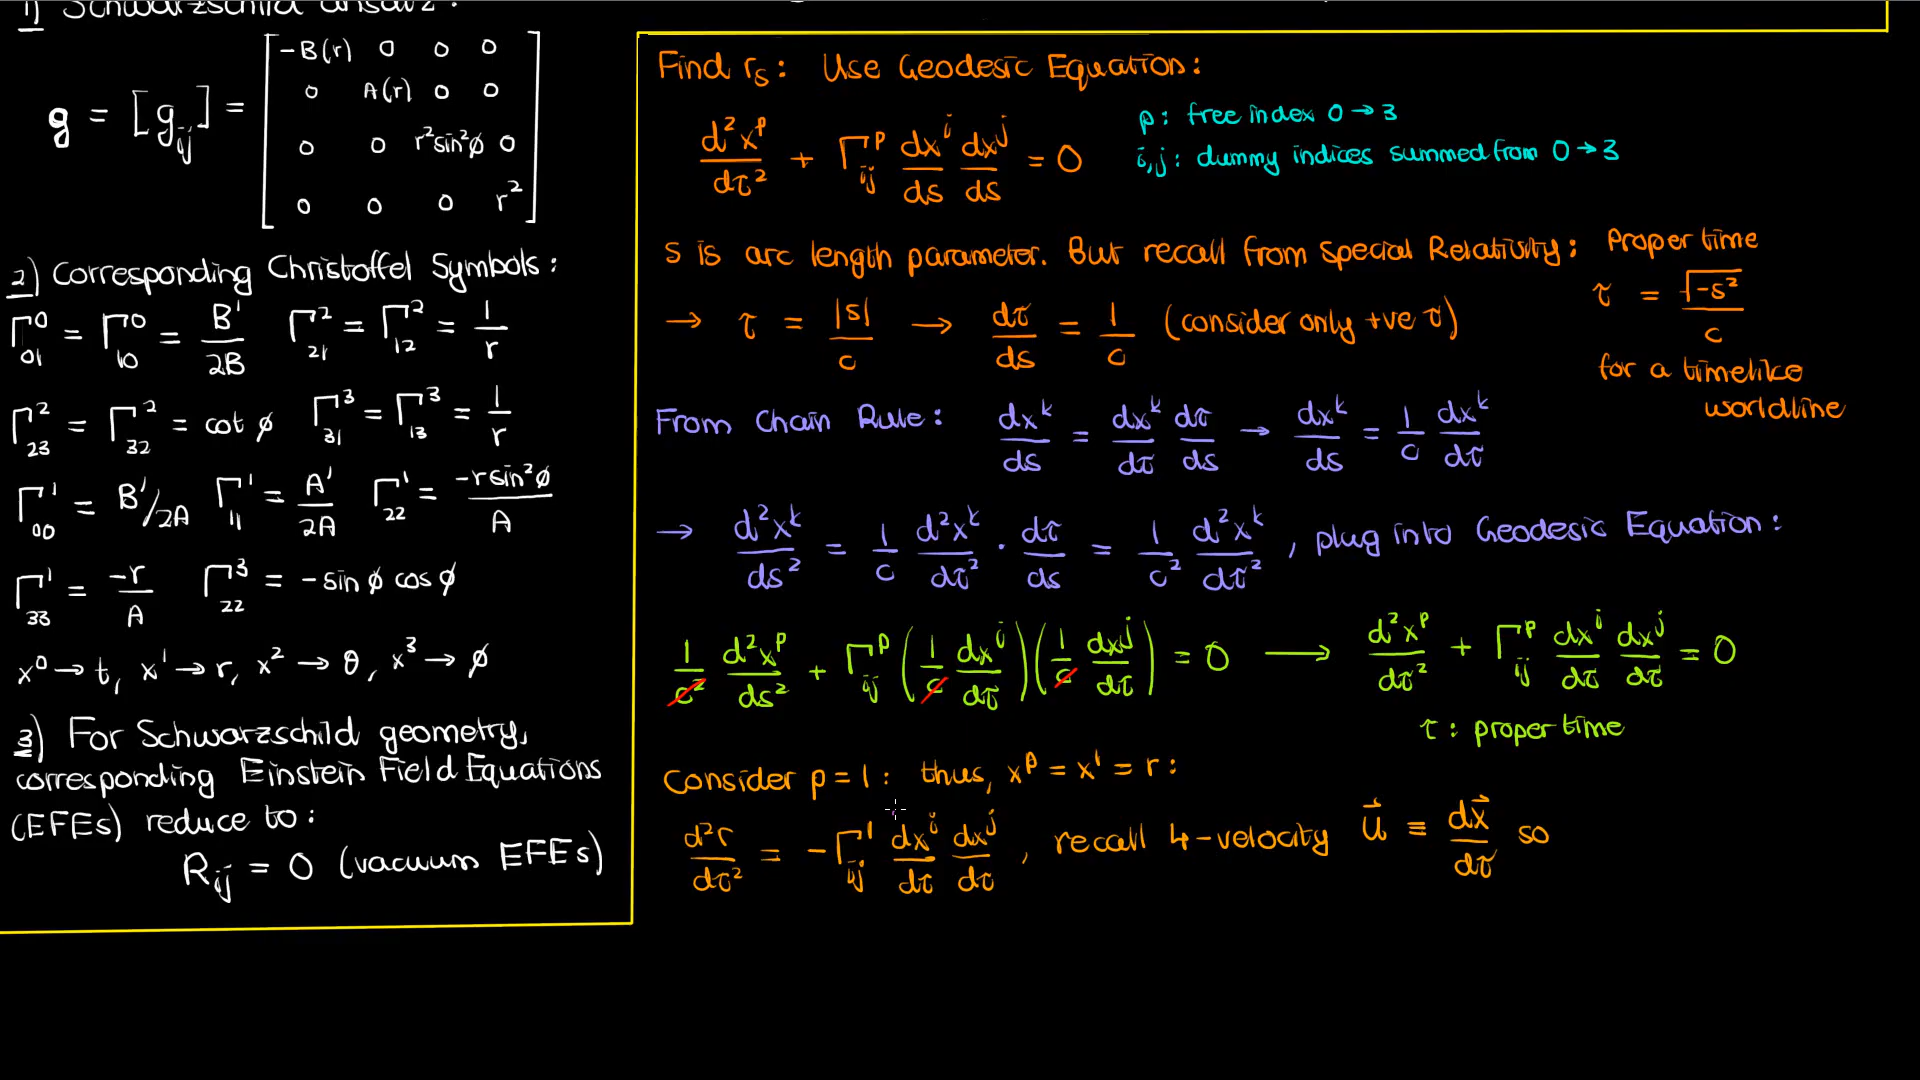 1) Schwarzschild ansatz:
g = [g_ij] = [ -B(r) 0 0 0
0 A(r) 0 0
0 0 r²sin²ϕ 0
0 0 0 r² ]
2) Corresponding Christoffel Symbols:
Γ⁰₀₁ = Γ⁰₁₀ = B'/2B Γ²₂₁ = Γ²₁₂ = 1/r
Γ²₂₃ = Γ²₃₂ = cot ϕ Γ³₃₁ = Γ³₁₃ = 1/r
Γ¹₀₀ = B'/2A Γ¹₁₁ = A'/2A Γ¹₂₂ = -r sin²ϕ/A
Γ¹₃₃ = -r/A Γ³₂₂ = -sin ϕ cos ϕ
x⁰ → t, x¹ → r, x² → θ, x³ → ϕ
3) For Schwarzschild geometry,
corresponding Einstein Field Equations
(EFEs) reduce to:
R_ij = 0 (vacuum EFEs)
Find r_s: Use Geodesic Equation:
d²x^p/dτ² + Γ^p_ij dx^i/ds dx^j/ds = 0
p: free index 0 → 3
i,j: dummy indices summed from 0 → 3
s is arc length parameter. But recall from Special Relativity: Proper time
→ τ = |s|/c → dτ/ds = 1/c (consider only +ve τ)
τ = √(-s²)/c
for a timelike
worldline
From Chain Rule: dx^k/ds = dx^k/dτ dτ/ds → dx^k/ds = 1/c dx^k/dτ
→ d²x^k/ds² = 1/c d²x^k/dτ² · dτ/ds = 1/c² d²x^k/dτ², plug into Geodesic Equation:
1/c² d²x^p/ds² + Γ^p_ij (1/c dx^i/dτ)(1/c dx^j/dτ) = 0 → d²x^p/dτ² + Γ^p_ij dx^i/dτ dx^j/dτ = 0
τ: proper time
Consider p = 1: thus, x^p = x¹ = r:
d²r/dτ² = -Γ¹_ij dx^i/dτ dx^j/dτ, recall 4-velocity u⃗ ≡ dx⃗/dτ so